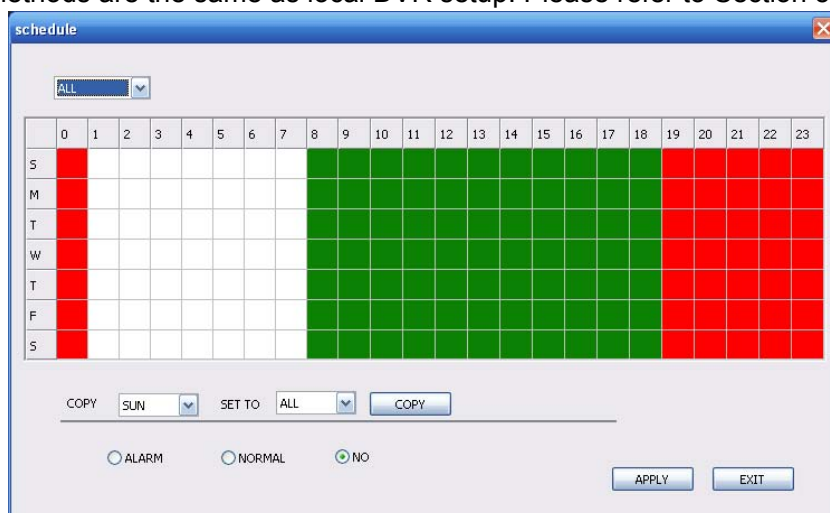 methods are the same as local DVR setup. Please refer to Section
schedule
ALL
0 1 2 3 4 5 6 7 8 9 10 11 12 13 14 15 16 17 18 19 20 21 22 23
S
M
T
W
T
F
S
COPY SUN SET TO ALL COPY
ALARM NORMAL NO
APPLY EXIT